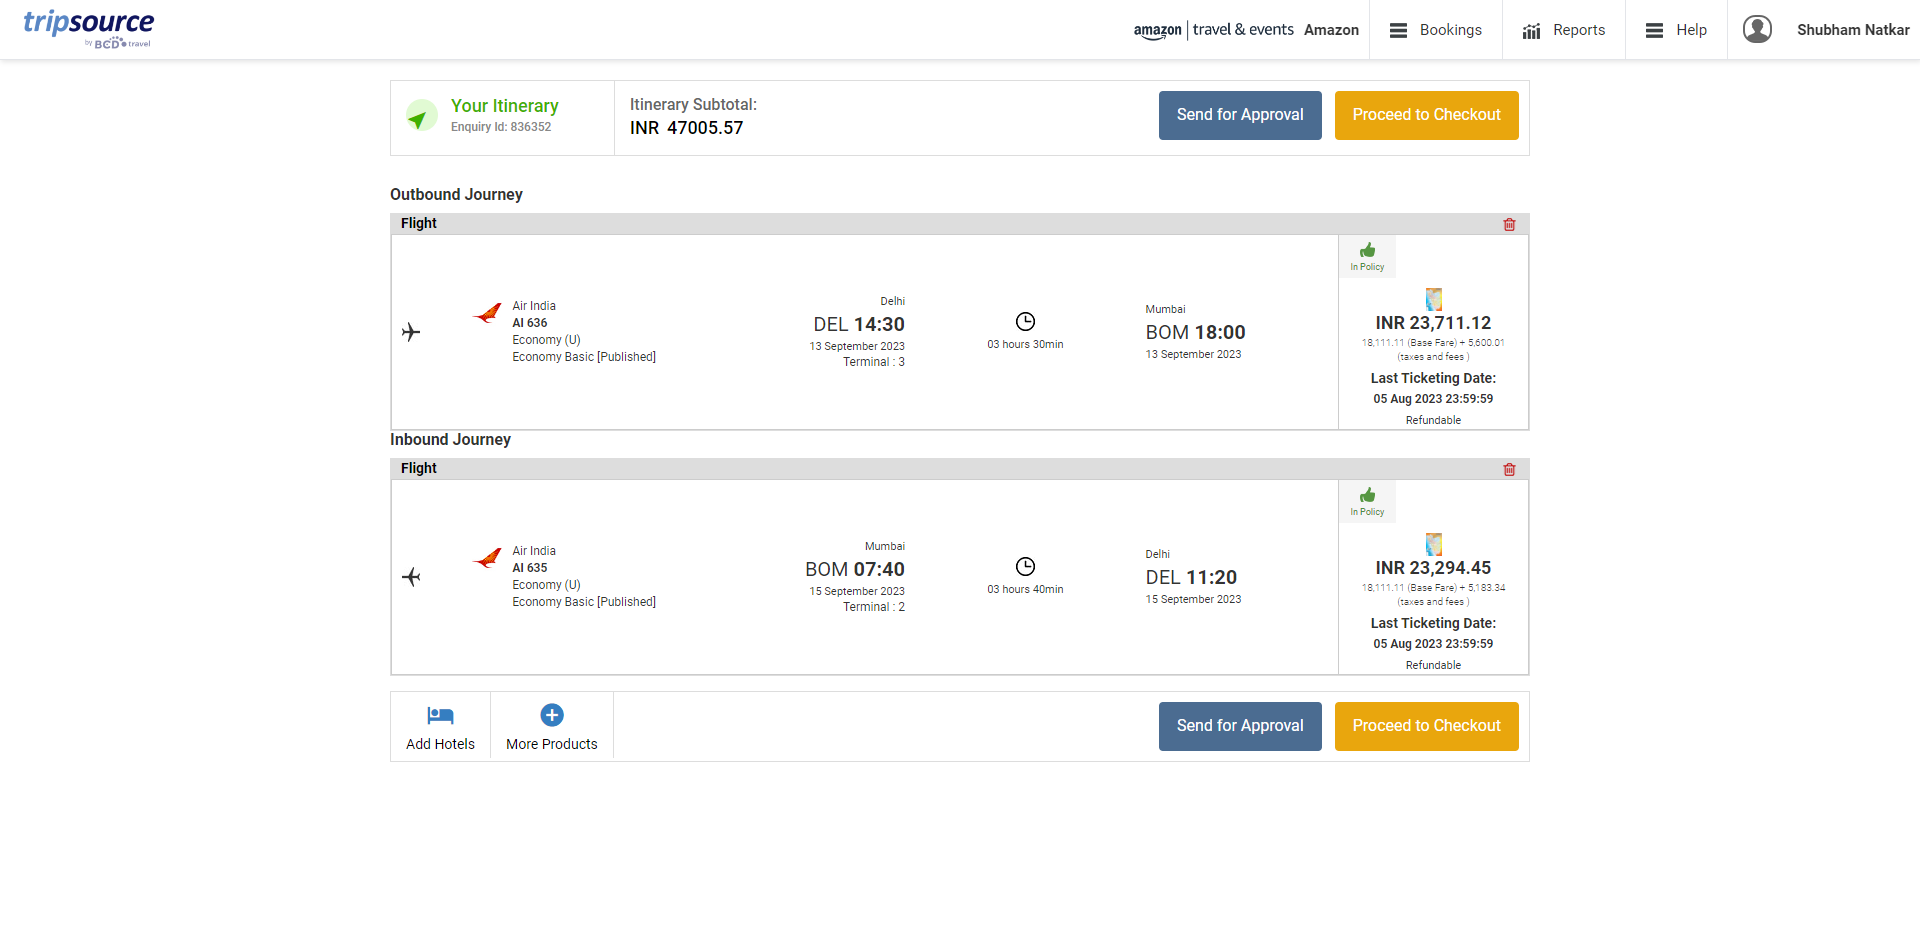 tripsource
by BCD travel
amazon | travel & events Amazon
Bookings
Reports
Help
Shubham Natkar
Your Itinerary
Enquiry Id: 836352
Itinerary Subtotal:
INR 47005.57
Send for Approval
Proceed to Checkout
Outbound Journey
Flight
Air India
AI 636
Economy (U)
Economy Basic [Published]
Delhi
DEL 14:30
13 September 2023
Terminal : 3
03 hours 30min
Mumbai
BOM 18:00
13 September 2023
In Policy
INR 23,711.12
18,111.11 (Base Fare) + 5,600.01
(taxes and fees )
Last Ticketing Date:
05 Aug 2023 23:59:59
Refundable
Inbound Journey
Flight
Air India
AI 635
Economy (U)
Economy Basic [Published]
Mumbai
BOM 07:40
15 September 2023
Terminal : 2
03 hours 40min
Delhi
DEL 11:20
15 September 2023
In Policy
INR 23,294.45
18,111.11 (Base Fare) + 5,183.34
(taxes and fees )
Last Ticketing Date:
05 Aug 2023 23:59:59
Refundable
Add Hotels
More Products
Send for Approval
Proceed to Checkout